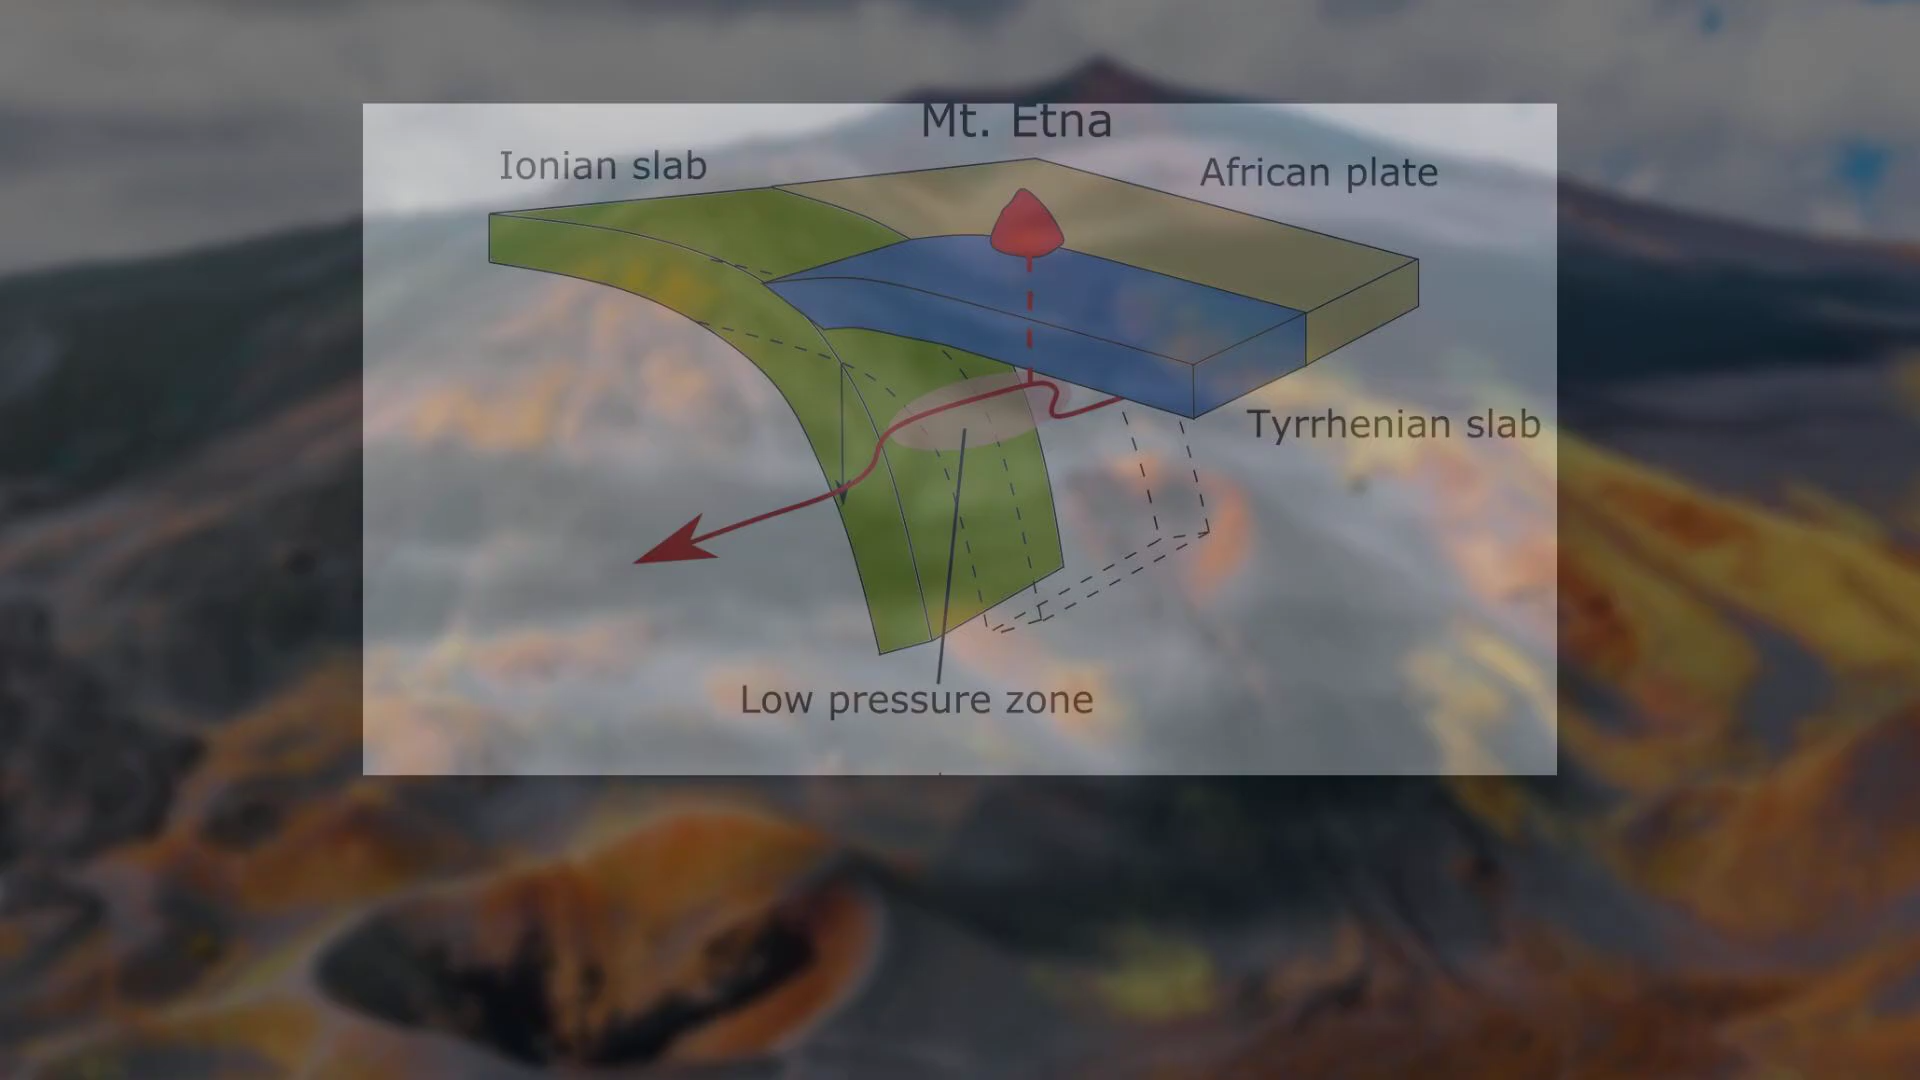 Mt. Etna
Ionian slab
African plate
Tyrrhenian slab
Low pressure zone